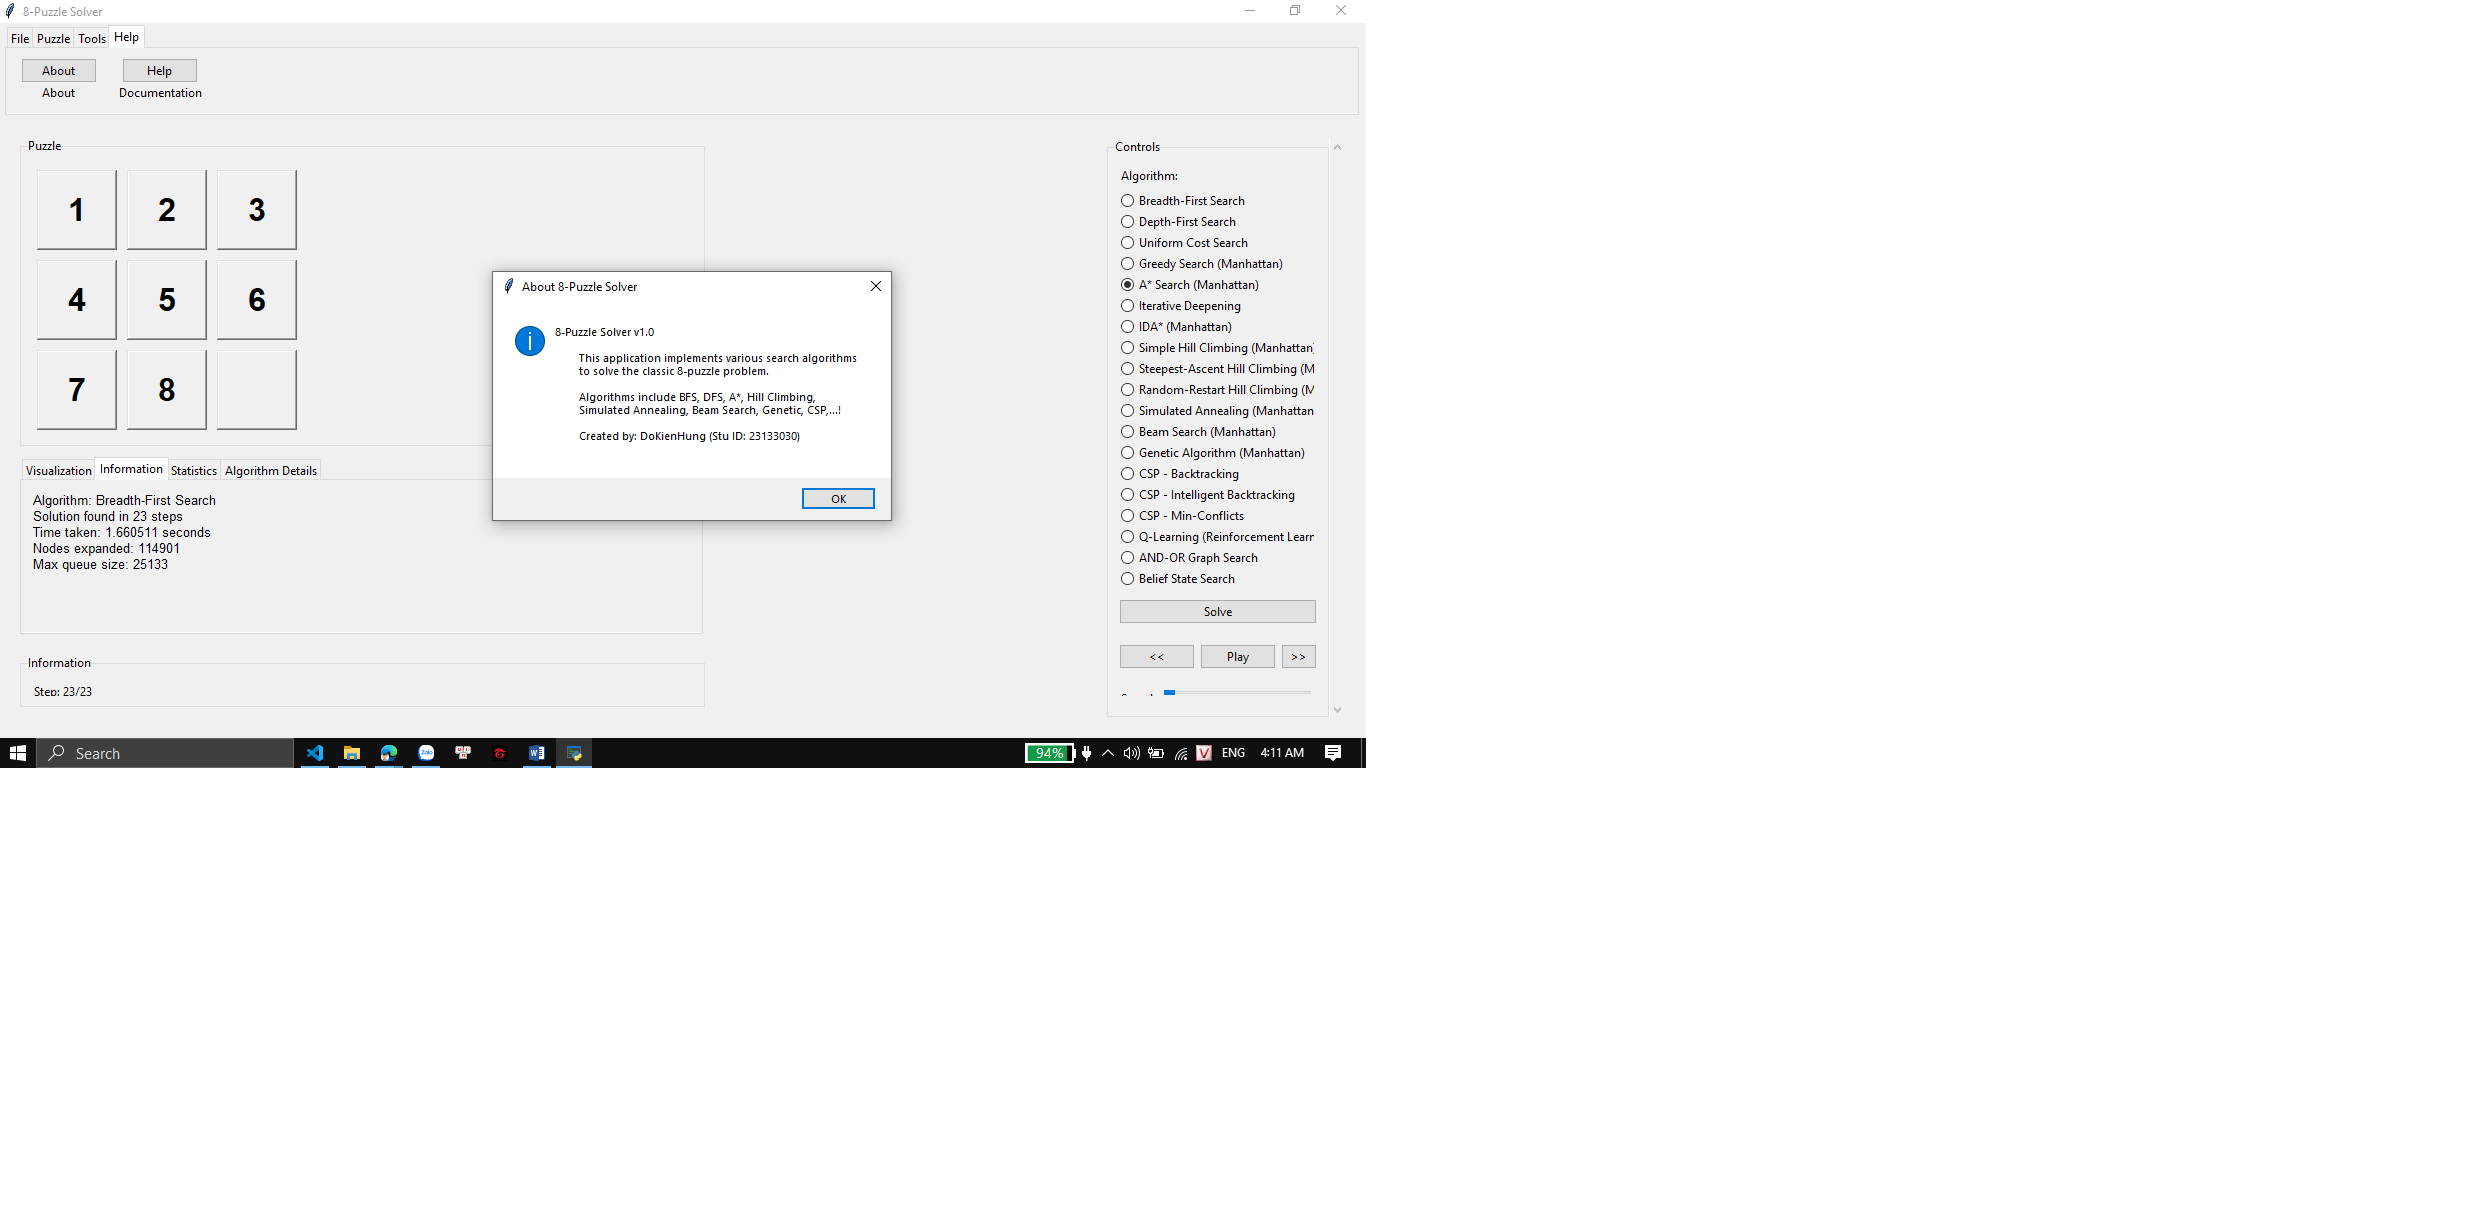 8-Puzzle Solver
File Puzzle Tools Help
About Help
About Documentation
Puzzle
1 2 3
4 5 6
7 8
Visualization Information Statistics Algorithm Details
Algorithm: Breadth-First Search
Solution found in 23 steps
Time taken: 1.660511 seconds
Nodes expanded: 114901
Max queue size: 25133
Information
Step: 23/23
About 8-Puzzle Solver
i
8-Puzzle Solver v1.0
This application implements various search algorithms
to solve the classic 8-puzzle problem.
Algorithms include BFS, DFS, A*, Hill Climbing,
Simulated Annealing, Beam Search, Genetic, CSP,...!
Created by: DoKienHung (Stu ID: 23133030)
OK
Controls
Algorithm:
Breadth-First Search
Depth-First Search
Uniform Cost Search
Greedy Search (Manhattan)
A* Search (Manhattan)
Iterative Deepening
IDA* (Manhattan)
Simple Hill Climbing (Manhattan)
Steepest-Ascent Hill Climbing (M
Random-Restart Hill Climbing (M
Simulated Annealing (Manhattan
Beam Search (Manhattan)
Genetic Algorithm (Manhattan)
CSP - Backtracking
CSP - Intelligent Backtracking
CSP - Min-Conflicts
Q-Learning (Reinforcement Learn
AND-OR Graph Search
Belief State Search
Solve
<< Play >>
Search 94% V ENG 4:11 AM